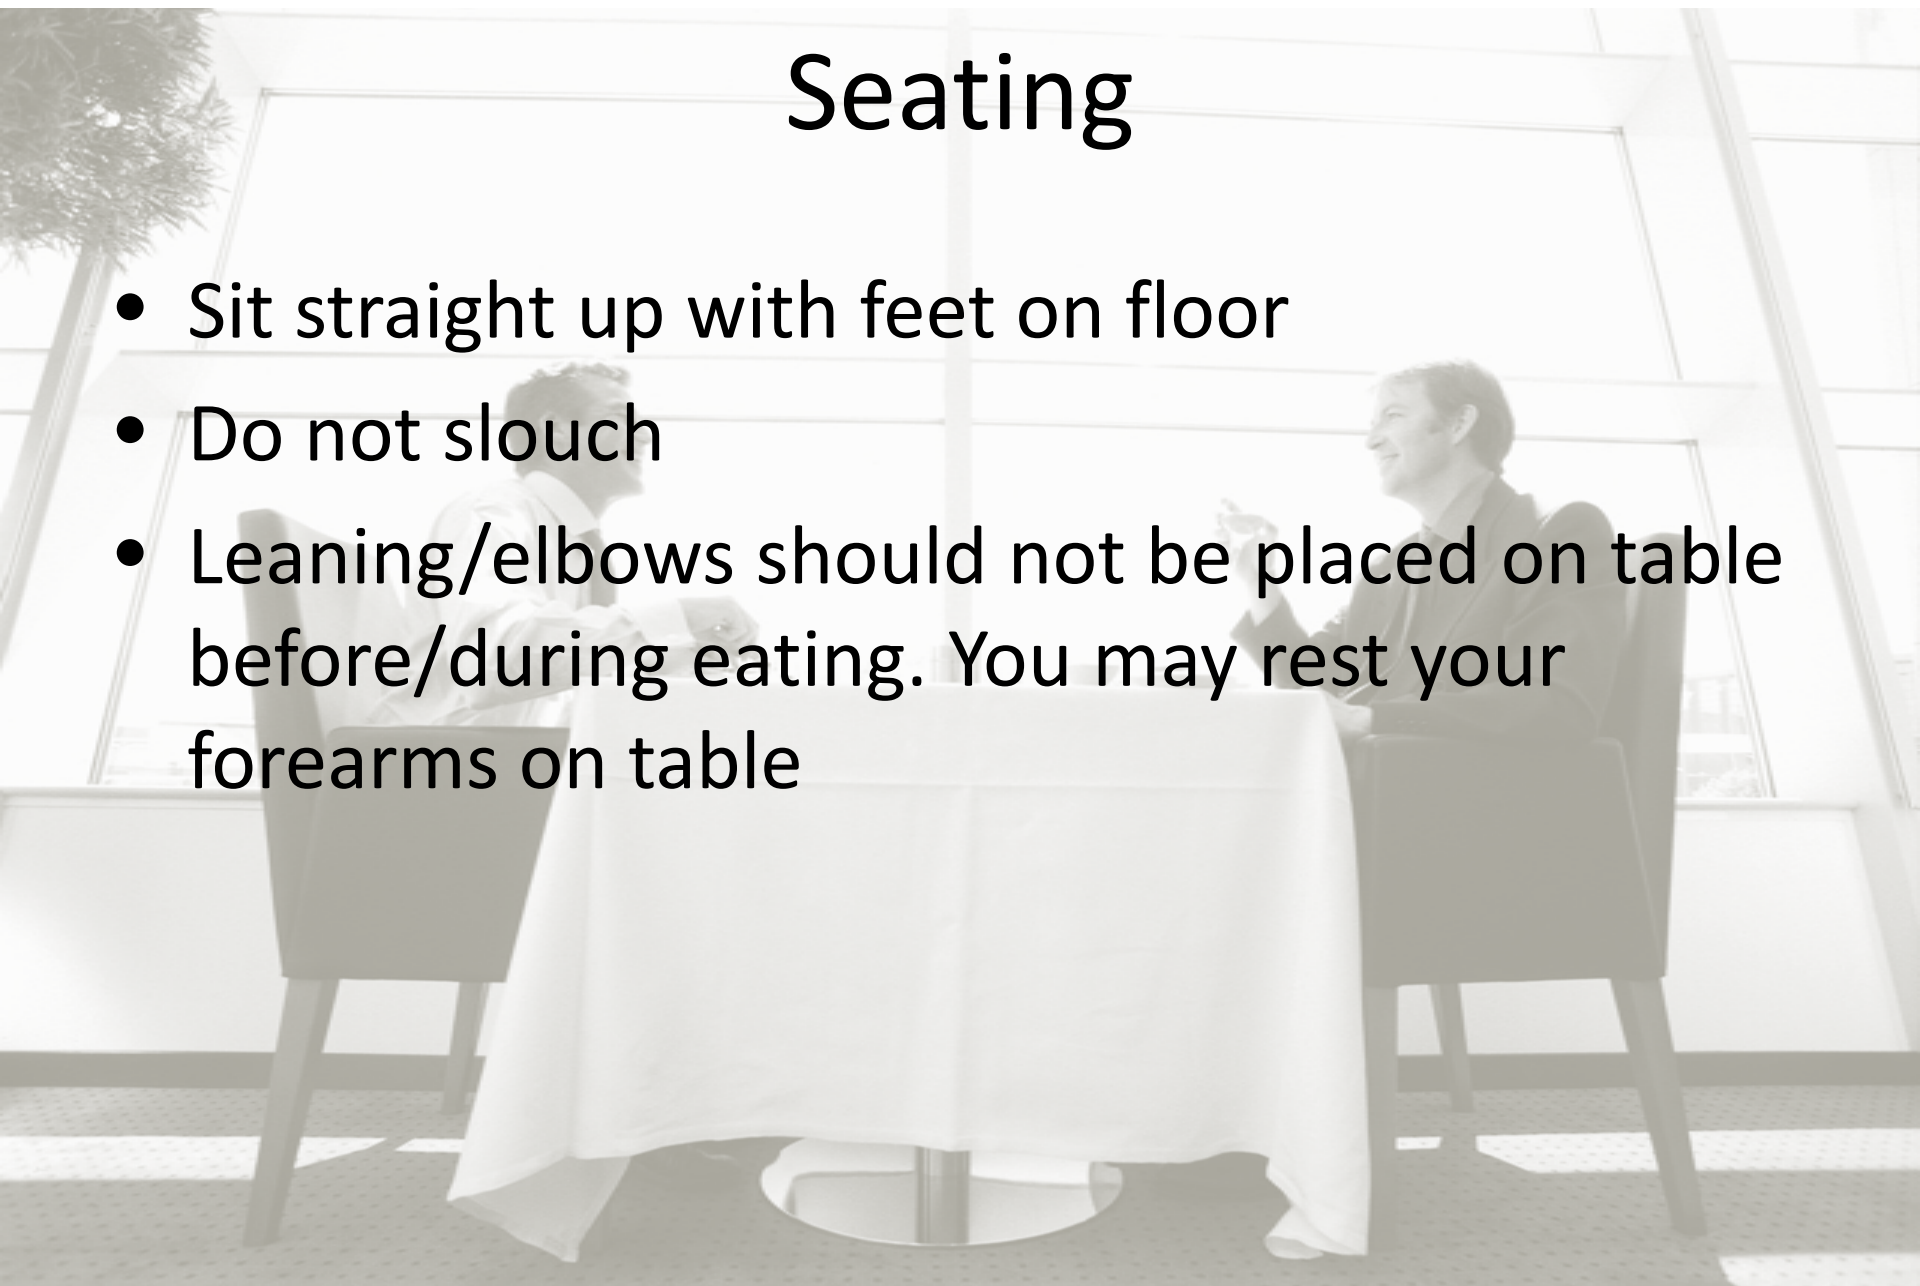 Seating
• Sit straight up with feet on floor
• Do not slouch
• Leaning/elbows should not be placed on table
before/during eating. You may rest your
forearms on table